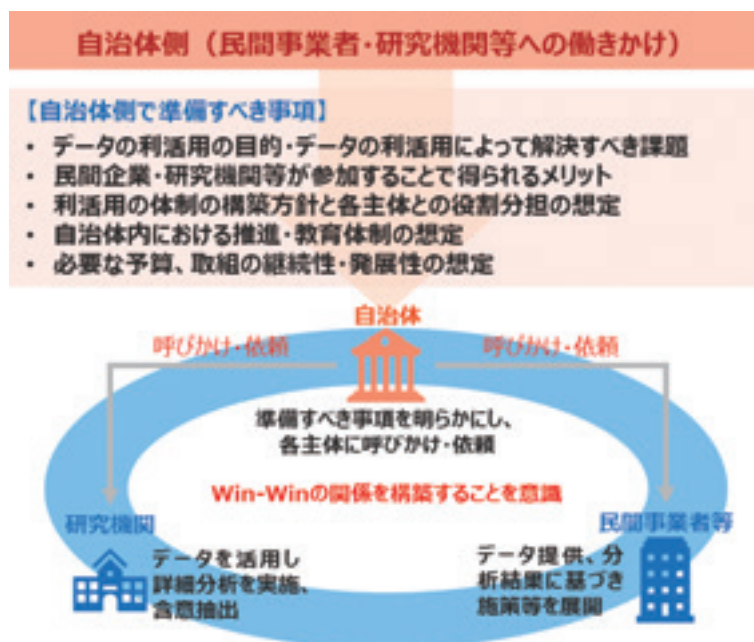 自治体側（民間事業者・研究機関等への働きかけ）
【自治体側で準備すべき事項】
• データの利活用の目的・データの利活用によって解決すべき課題
• 民間企業・研究機関等が参加することで得られるメリット
• 利活用の体制の構築方針と各主体との役割分担の想定
• 自治体内における推進・教育体制の想定
• 必要な予算、取組の継続性・発展性の想定
自治体
呼びかけ・依頼
呼びかけ・依頼
準備すべき事項を明らかにし、
各主体に呼びかけ・依頼
Win-Winの関係を構築することを意識
研究機関
データを活用し
詳細分析を実施、
含意抽出
民間事業者等
データ提供、分
析結果に基づき
施策等を展開